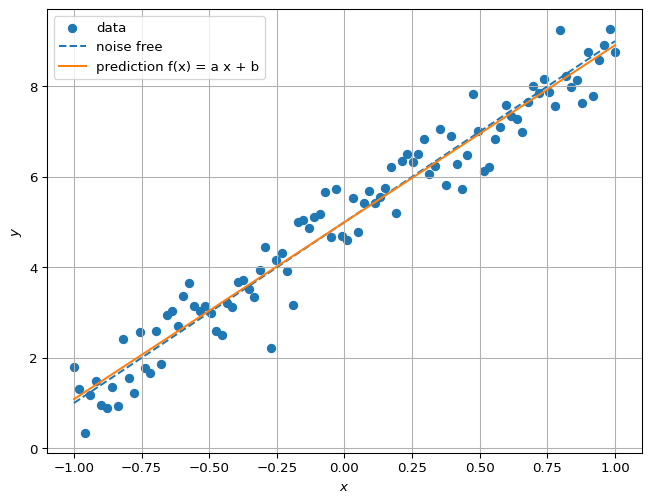 data
noise free
prediction f(x) = a x + b
8
6
4
2
0
y
−1.00 −0.75 −0.50 −0.25 0.00 0.25 0.50 0.75 1.00
x